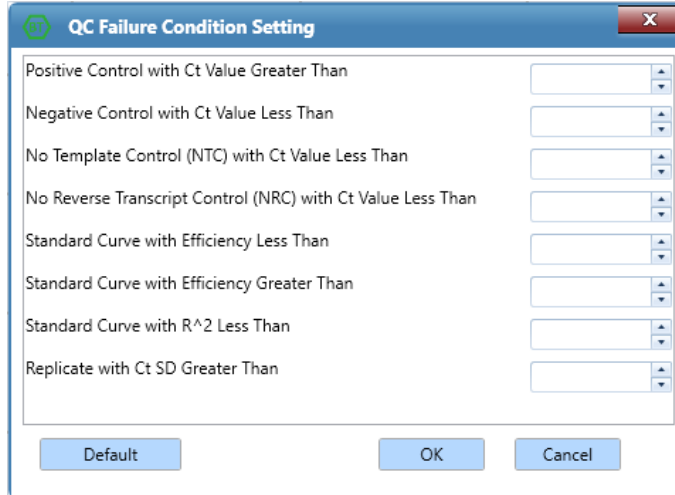 QC Failure Condition Setting
x
Positive Control with Ct Value Greater Than
Negative Control with Ct Value Less Than
No Template Control (NTC) with Ct Value Less Than
No Reverse Transcript Control (NRC) with Ct Value Less Than
Standard Curve with Efficiency Less Than
Standard Curve with Efficiency Greater Than
Standard Curve with R^2 Less Than
Replicate with Ct SD Greater Than
Default OK Cancel